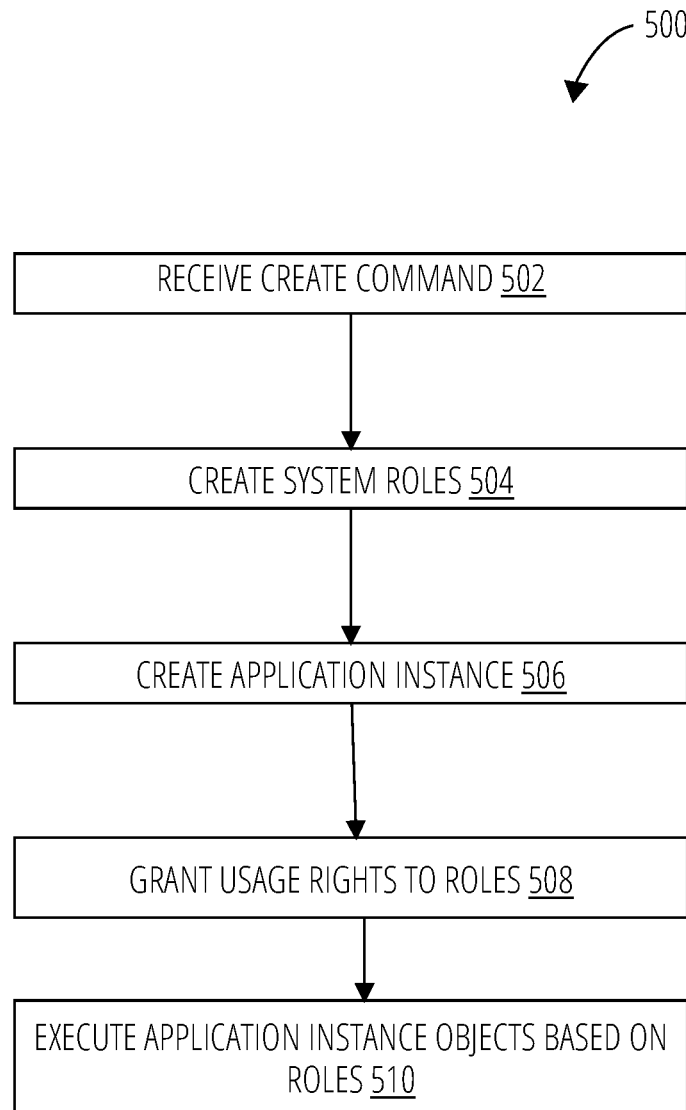 500
RECEIVE CREATE COMMAND 502
CREATE SYSTEM ROLES 504
CREATE APPLICATION INSTANCE 506
GRANT USAGE RIGHTS TO ROLES 508
EXECUTE APPLICATION INSTANCE OBJECTS BASED ON
ROLES 510